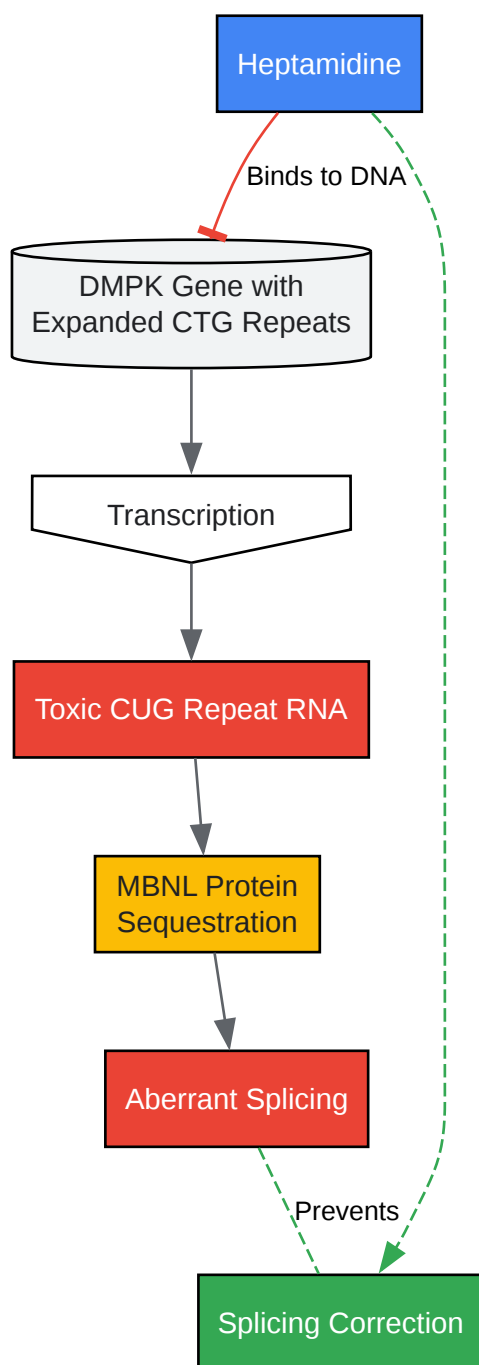 Heptamidine
Binds to DNA
DMPK Gene with
Expanded CTG Repeats
Transcription
Toxic CUG Repeat RNA
MBNL Protein
Sequestration
Aberrant Splicing
Prevents
Splicing Correction